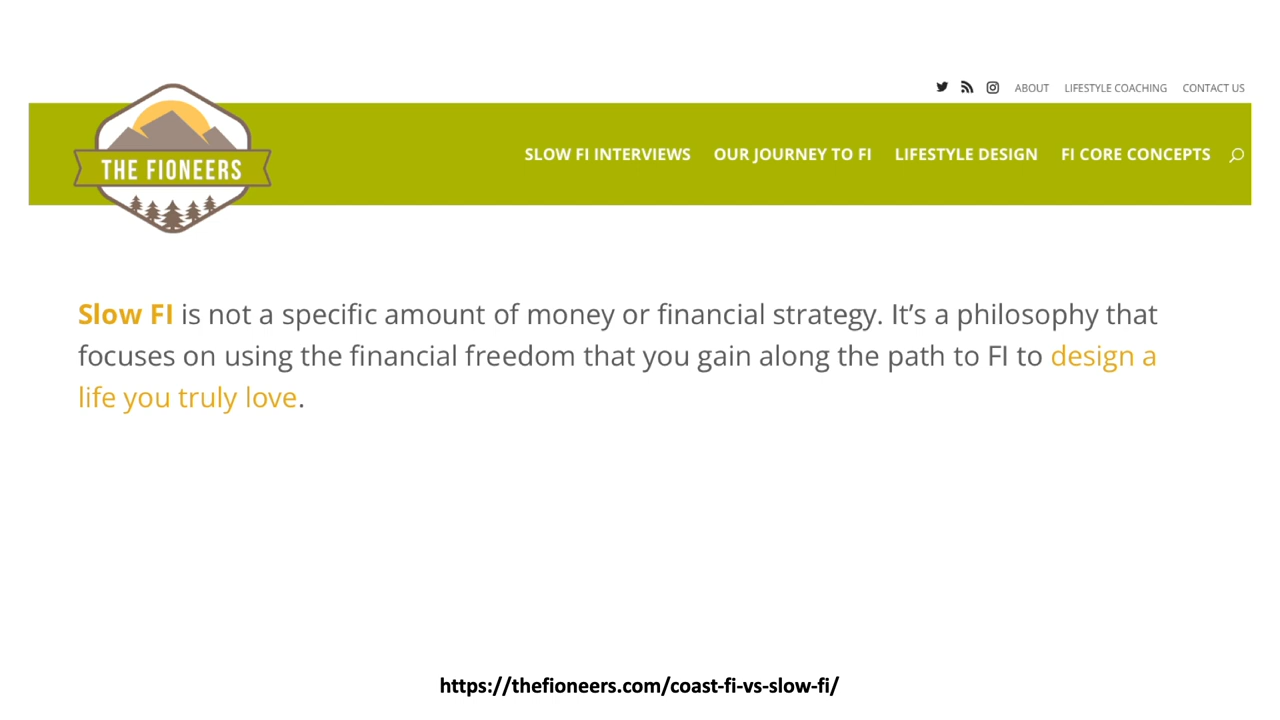 ABOUT LIFESTYLE COACHING CONTACT US
THE FIONEERS
SLOW FI INTERVIEWS OUR JOURNEY TO FI LIFESTYLE DESIGN FI CORE CONCEPTS
Slow FI is not a specific amount of money or financial strategy. It’s a philosophy that
focuses on using the financial freedom that you gain along the path to FI to design a
life you truly love.
https://thefioneers.com/coast-fi-vs-slow-fi/